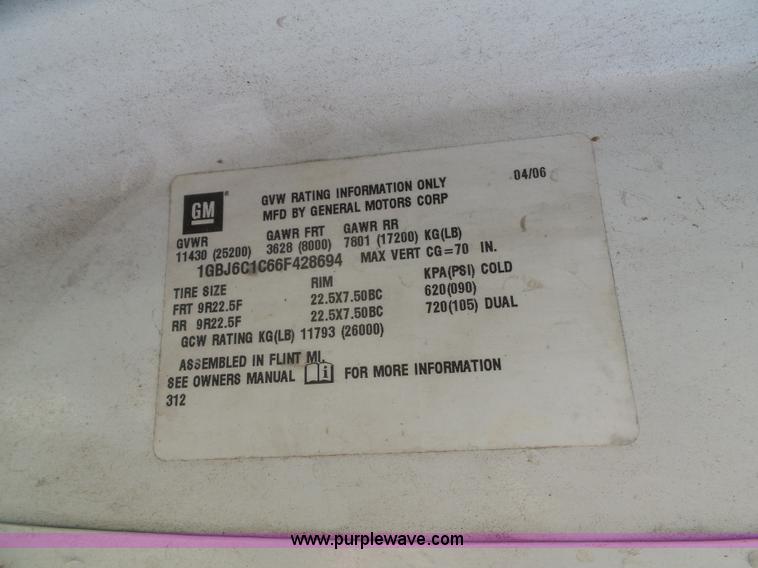 GM
GVW RATING INFORMATION ONLY 04/06
MFD BY GENERAL MOTORS CORP
GVWR GAWR FRT GAWR RR
11430 (25200) 3628 (8000) 7801 (17200) KG(LB)
1GBJ6C1C66F428694 MAX VERT CG=70 IN.
TIRE SIZE RIM KPA(PSI) COLD
FRT 9R22.5F 22.5X7.50BC 620(090)
RR 9R22.5F 22.5X7.50BC 720(105) DUAL
GCW RATING KG(LB) 11793 (26000)
ASSEMBLED IN FLINT MI.
SEE OWNERS MANUAL i FOR MORE INFORMATION
312
www.purplewave.com